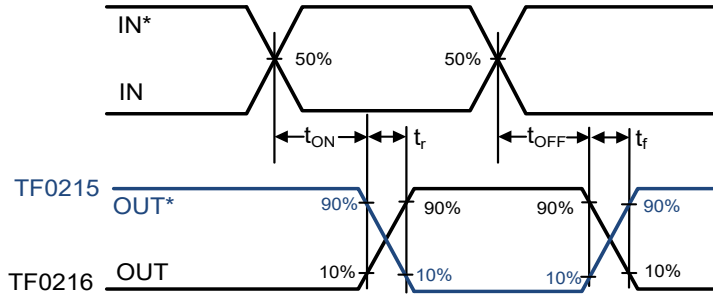 IN*
50% 50%
IN
tON tr tOFF tf
TF0215
OUT* 90% 90% 90% 90%
TF0216 OUT 10% 10% 10% 10%